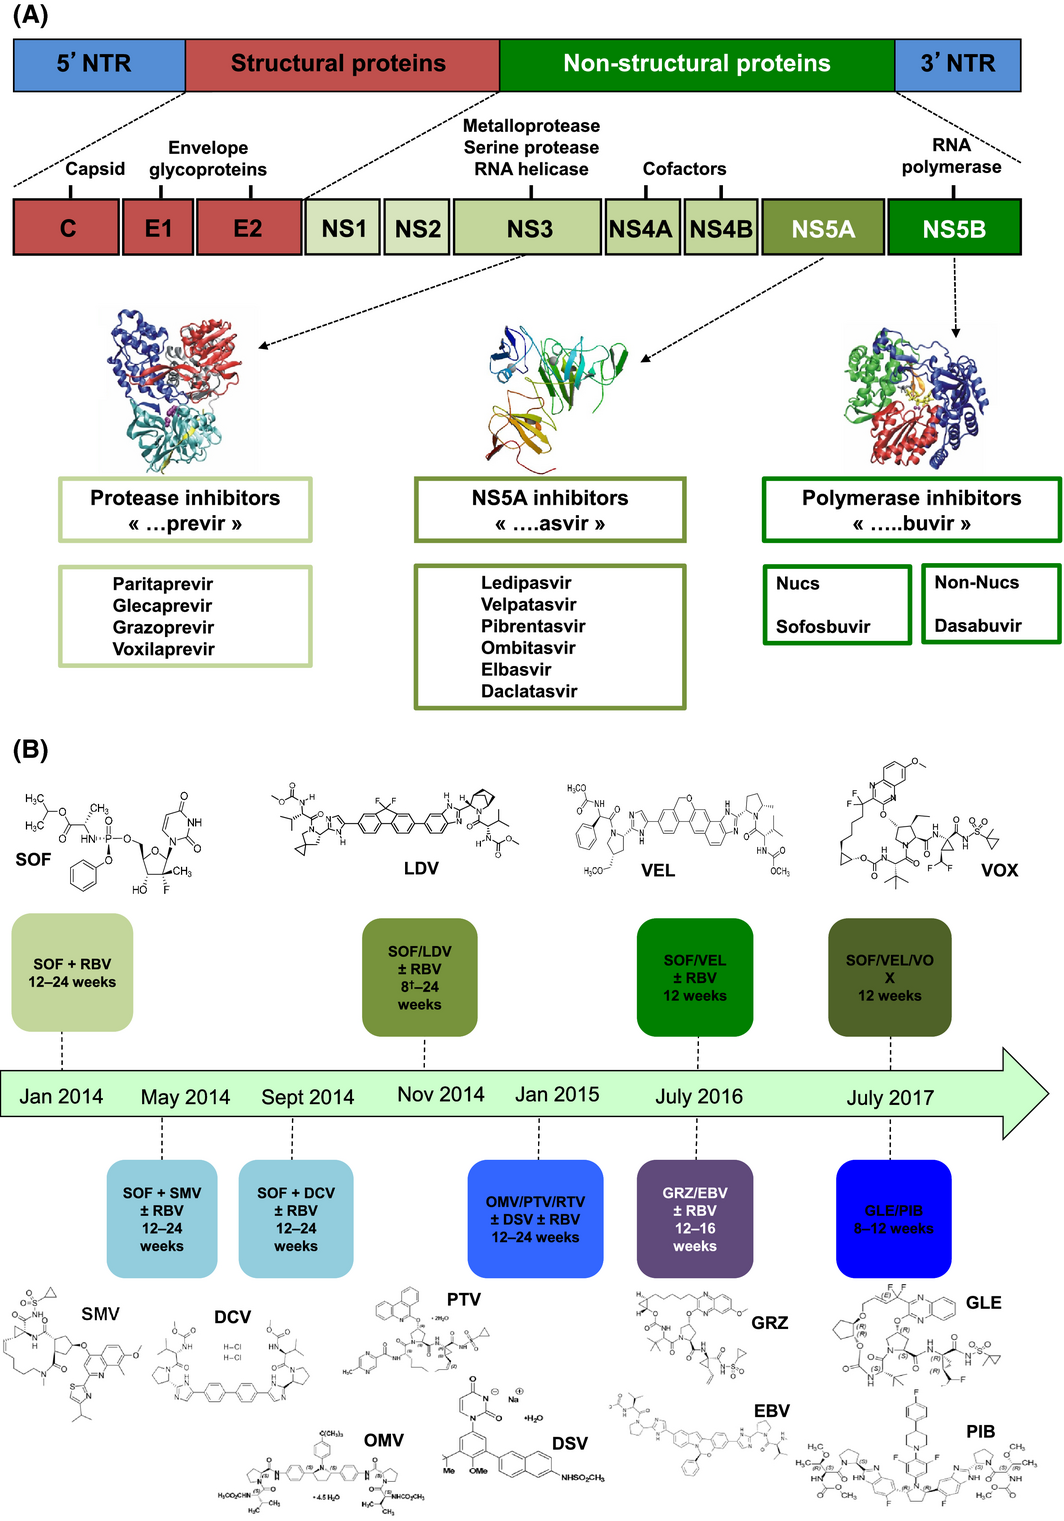 (A)
5’ NTR
Structural proteins
Non-structural proteins
3’ NTR
Capsid
Envelope
glycoproteins
Metalloprotease
Serine protease
RNA helicase
Cofactors
RNA
polymerase
C
E1
E2
NS1
NS2
NS3
NS4A
NS4B
NS5A
NS5B
Protease inhibitors
« …previr »
NS5A inhibitors
« ….asvir »
Polymerase inhibitors
« …..buvir »
Paritaprevir
Glecaprevir
Grazoprevir
Voxilaprevir
Ledipasvir
Velpatasvir
Pibrentasvir
Ombitasvir
Elbasvir
Daclatasvir
Nucs
Sofosbuvir
Non-Nucs
Dasabuvir
(B)
SOF
LDV
VEL
VOX
SOF + RBV
12–24 weeks
SOF/LDV
± RBV
8†–24
weeks
SOF/VEL
± RBV
12 weeks
SOF/VEL/VO
X
12 weeks
Jan 2014
May 2014
Sept 2014
Nov 2014
Jan 2015
July 2016
July 2017
SOF + SMV
± RBV
12–24
weeks
SOF + DCV
± RBV
12–24
weeks
OMV/PTV/RTV
± DSV ± RBV
12–24 weeks
GRZ/EBV
± RBV
12–16
weeks
GLE/PIB
8–12 weeks
SMV
DCV
PTV
GRZ
GLE
OMV
DSV
EBV
PIB